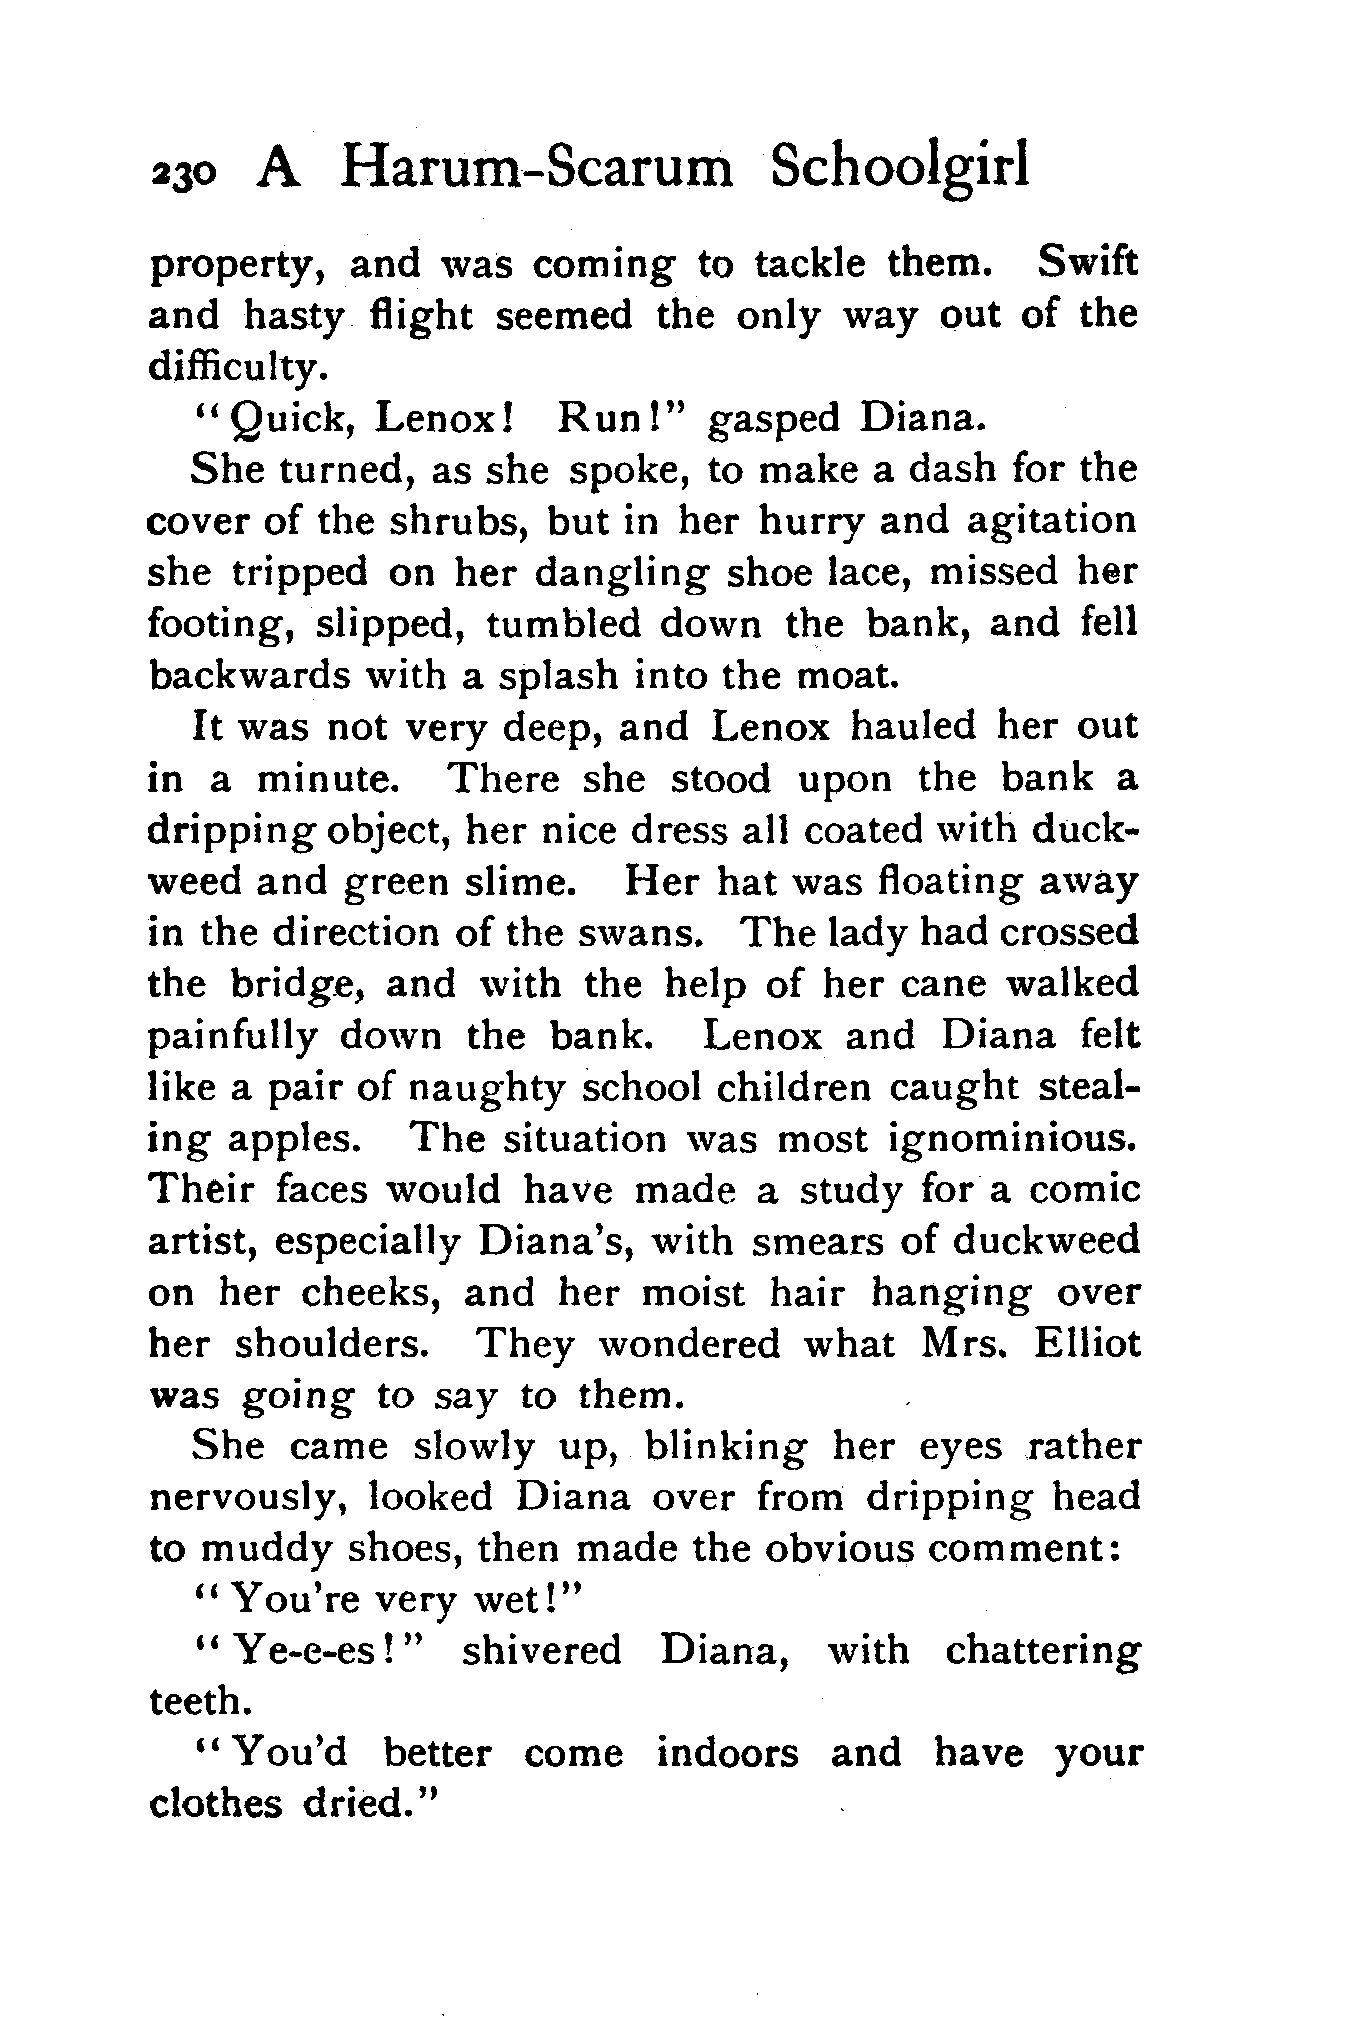 230 A Harum-Scarum Schoolgirl
property, and was coming to tackle them. Swift
and hasty flight seemed the only way out of the
difficulty.
"Quick, Lenox! Run!" gasped Diana.
She turned, as she spoke, to make a dash for the
cover of the shrubs, but in her hurry and agitation
she tripped on her dangling shoe lace, missed her
footing, slipped, tumbled down the bank, and fell
backwards with a splash into the moat.
It was not very deep, and Lenox hauled her out
in a minute. There she stood upon the bank a
dripping object, her nice dress all coated with duck-
weed and green slime. Her hat was floating away
in the direction of the swans. The lady had crossed
the bridge, and with the help of her cane walked
painfully down the bank. Lenox and Diana felt
like a pair of naughty school children caught steal-
ing apples. The situation was most ignominious.
Their faces would have made a study for a comic
artist, especially Diana's, with smears of duckweed
on her cheeks, and her moist hair hanging over
her shoulders. They wondered what Mrs. Elliot
was going to say to them.
She came slowly up, blinking her eyes rather
nervously, looked Diana over from dripping head
to muddy shoes, then made the obvious comment:
"You're very wet!"
"Ye-e-es!" shivered Diana, with chattering
teeth.
"You'd better come indoors and have your
clothes dried."